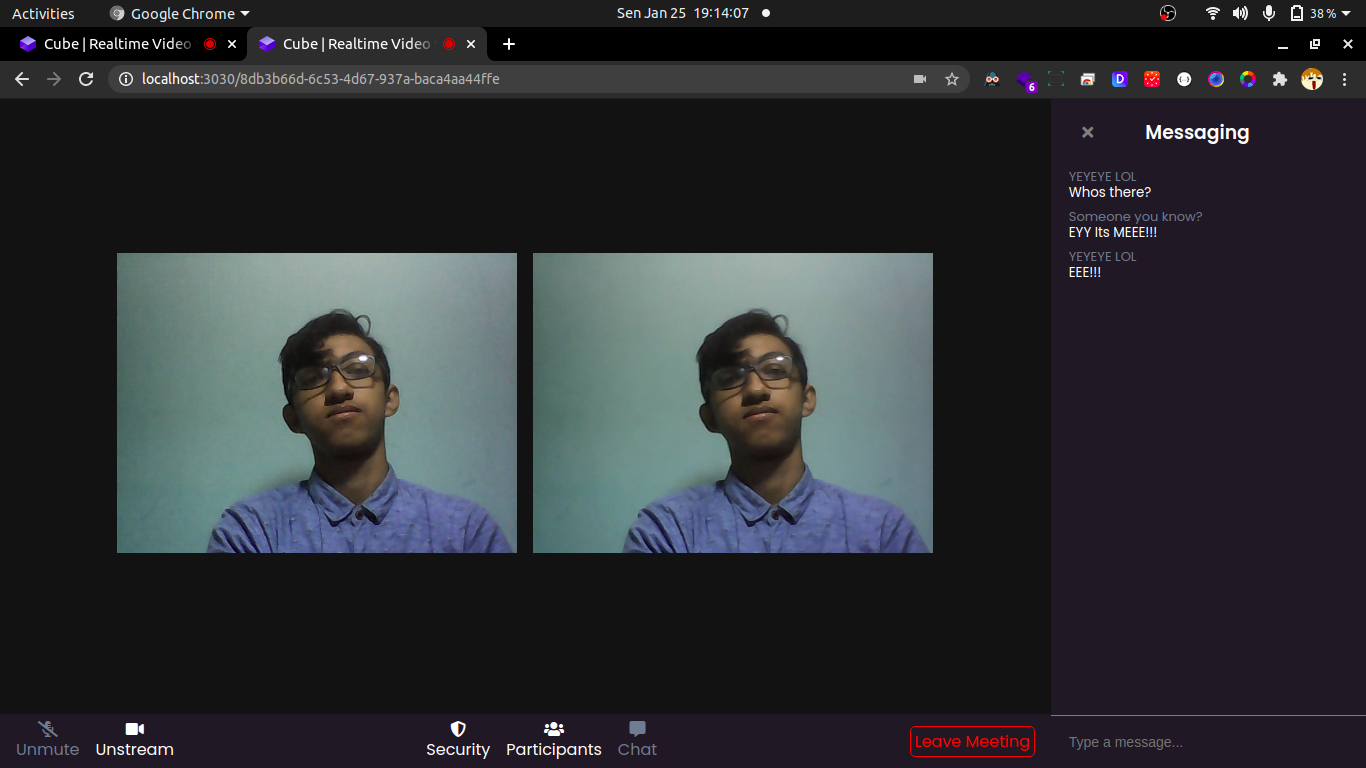 Activities Google Chrome Sen Jan 25 19:14:07 38%
Cube | Realtime Video Cube | Realtime Video
localhost:3030/8db3b66d-6c53-4d67-937a-baca4aa44ffe D 6
Messaging
YEYEYE LOL
Whos there?
Someone you know?
EYY Its MEEE!!!
YEYEYE LOL
EEE!!!
Unmute Unstream Security Participants Chat Leave Meeting Type a message...